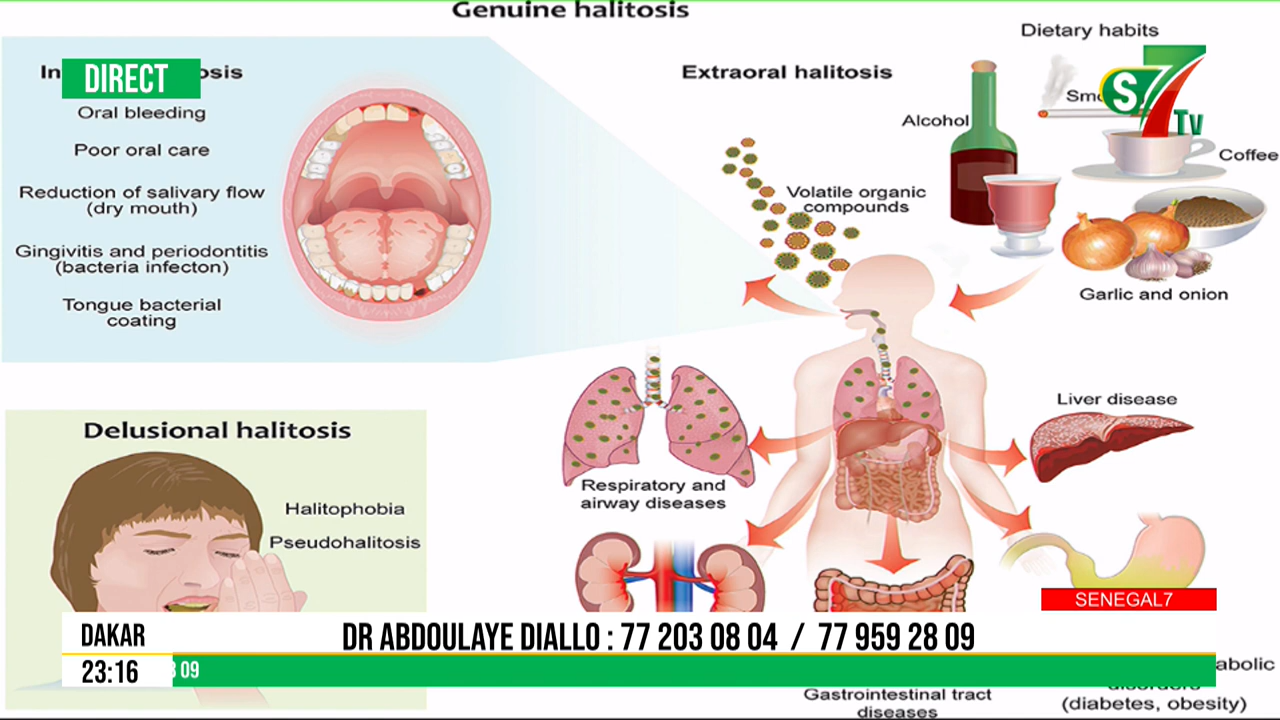 Genuine halitosis
Dietary habits
DIRECT
Extraoral halitosis
Oral bleeding
Alcohol
S7
Tv
Poor oral care
Coffee
Reduction of salivary flow
(dry mouth)
Volatile organic
compounds
Gingivitis and periodontitis
(bacteria infecton)
Tongue bacterial
coating
Garlic and onion
Delusional halitosis
Liver disease
Halitophobia
Pseudohalitosis
Respiratory and
airway diseases
SENEGAL7
DAKAR
DR ABDOULAYE DIALLO : 77 203 08 04 / 77 959 28 09
23:16
09
Gastrointestinal tract
diseases
(diabetes, obesity)